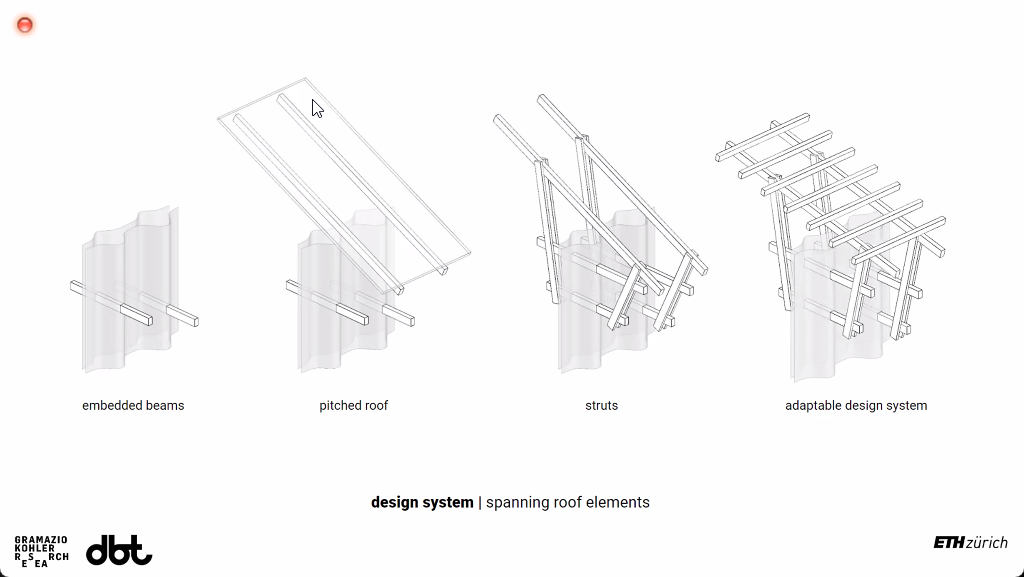 embedded beams
pitched roof
struts
adaptable design system
design system | spanning roof elements
GRAMAZIO
KOHLER
RESEARCH
dbt
ETH zürich